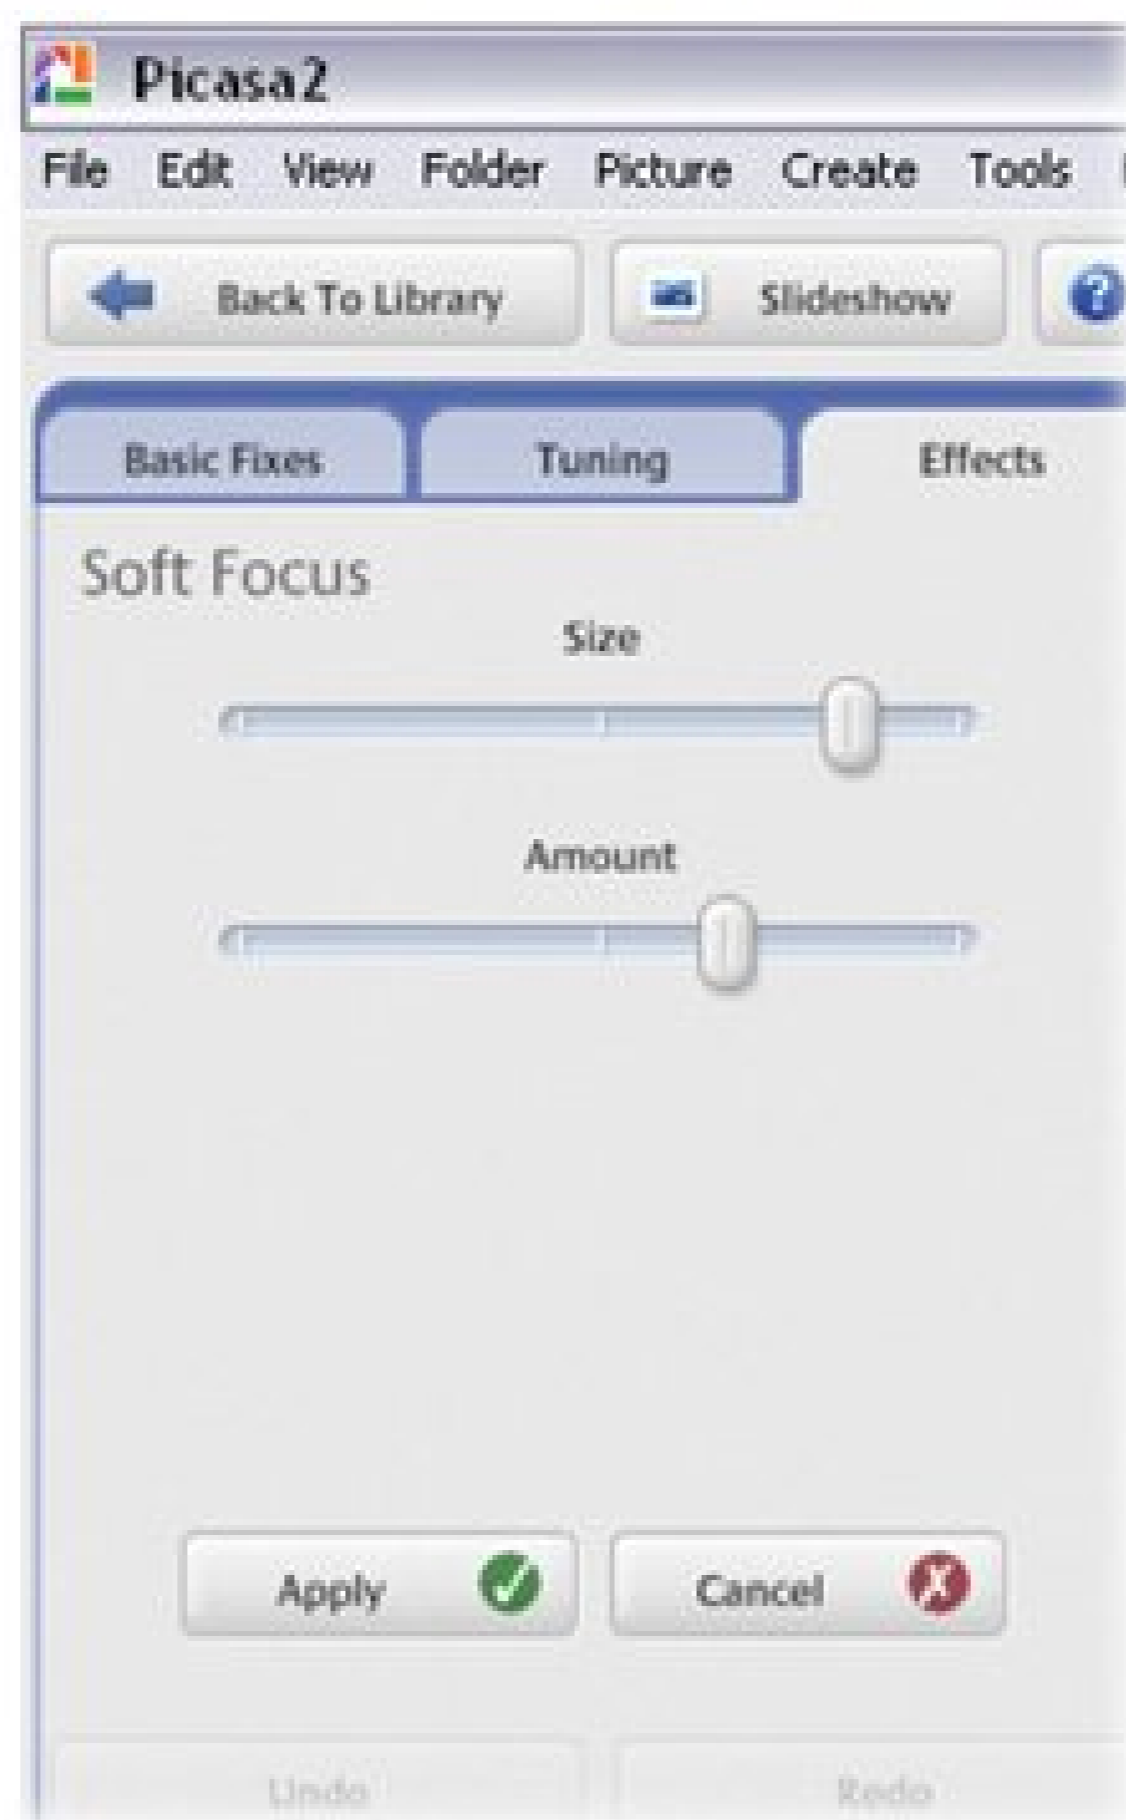 Picasa2
File Edit View Folder Picture Create Tools
Back To Library Slideshow ?
Basic Fixes Tuning Effects
Soft Focus
Size
Amount
Apply Cancel
Undo Redo